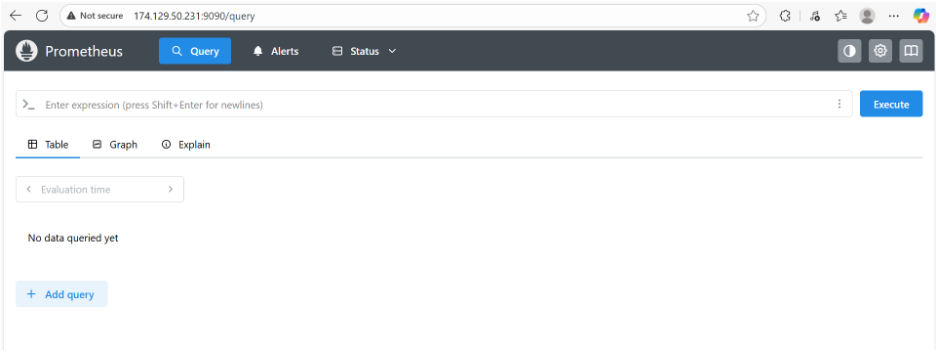 Not secure 174.129.50.231:9090/query
Prometheus Query Alerts Status
>_ Enter expression (press Shift+Enter for newlines) Execute
Table Graph Explain
< Evaluation time >
No data queried yet
+ Add query